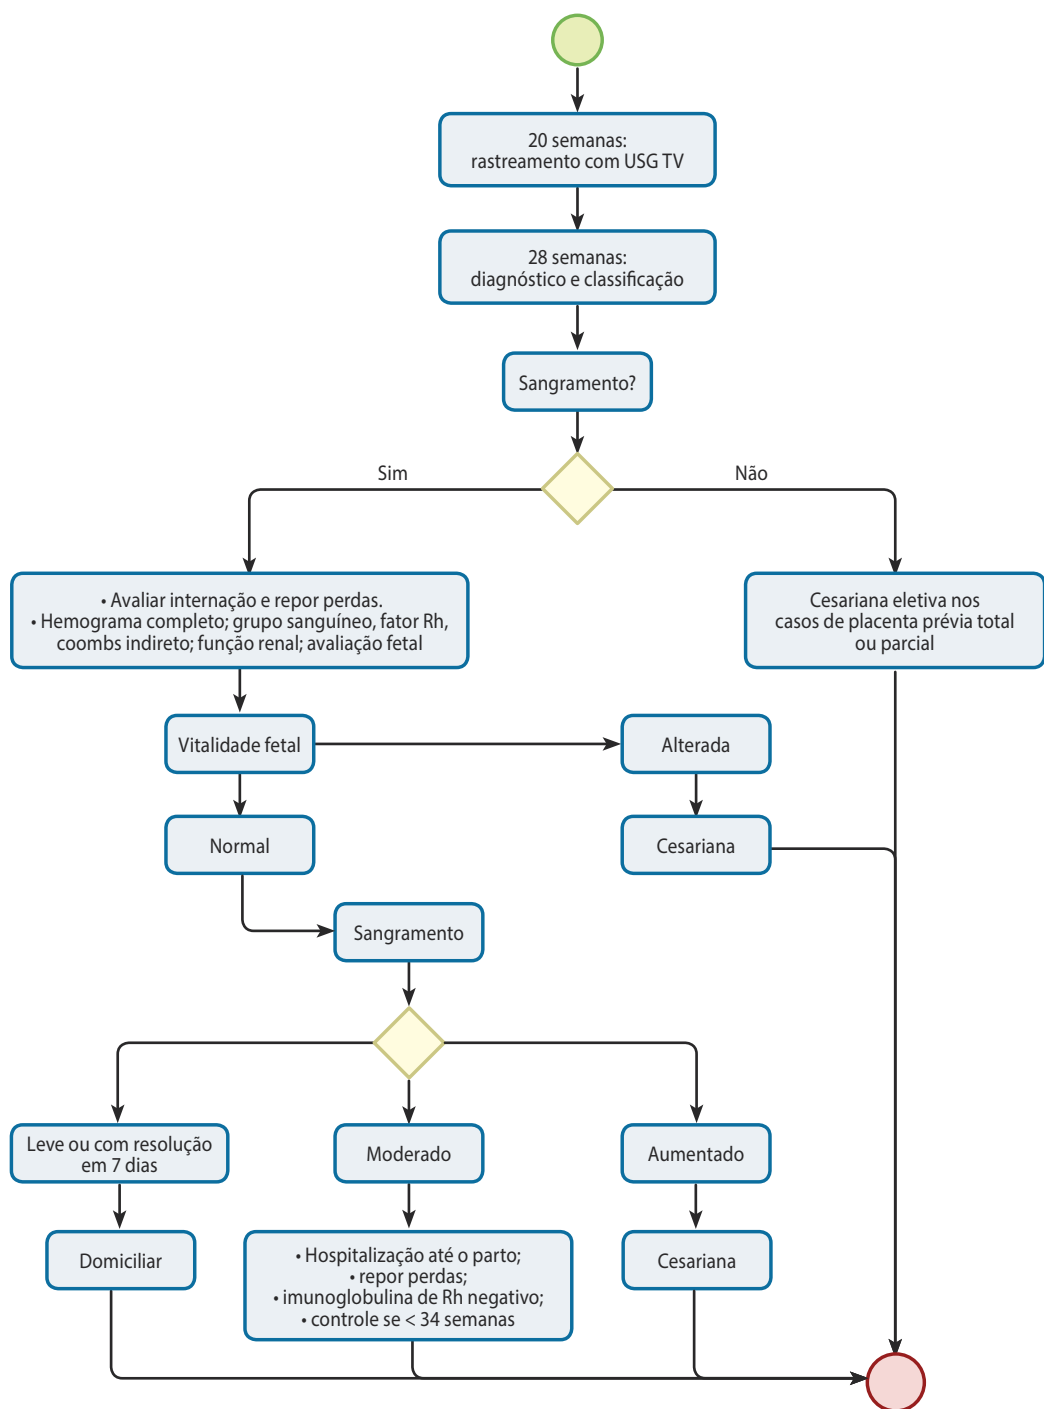 20 semanas:
rastreamento com USG TV
28 semanas:
diagnóstico e classificação
Sangramento?
Sim
Não
• Avaliar internação e repor perdas.
• Hemograma completo; grupo sanguíneo, fator Rh,
coombs indireto; função renal; avaliação fetal
Cesariana eletiva nos
casos de placenta prévia total
ou parcial
Vitalidade fetal
Alterada
Normal
Cesariana
Sangramento
Leve ou com resolução
em 7 dias
Moderado
Aumentado
Domiciliar
• Hospitalização até o parto;
• repor perdas;
• imunoglobulina de Rh negativo;
• controle se < 34 semanas
Cesariana